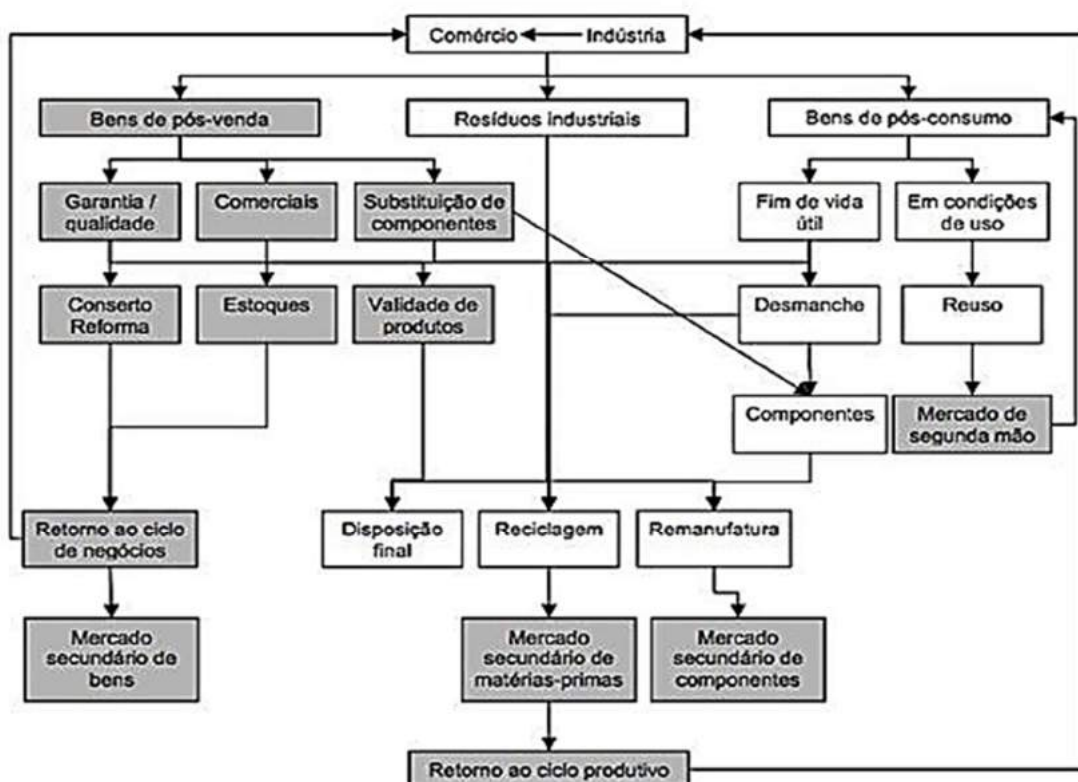 Comércio Indústria
Bens de pós-venda
Resíduos industriais
Bens de pós-consumo
Garantia /
qualidade
Comerciais
Substituição de
componentes
Fim de vida
útil
Em condições
de uso
Conserto
Reforma
Estoques
Validade de
produtos
Desmanche
Reuso
Componentes
Mercado de
segunda mão
Retorno ao ciclo
de negócios
Disposição
final
Reciclagem
Remanufatura
Mercado
secundário de
bens
Mercado
secundário de
matérias-primas
Mercado
secundário de
componentes
Retorno ao ciclo produtivo